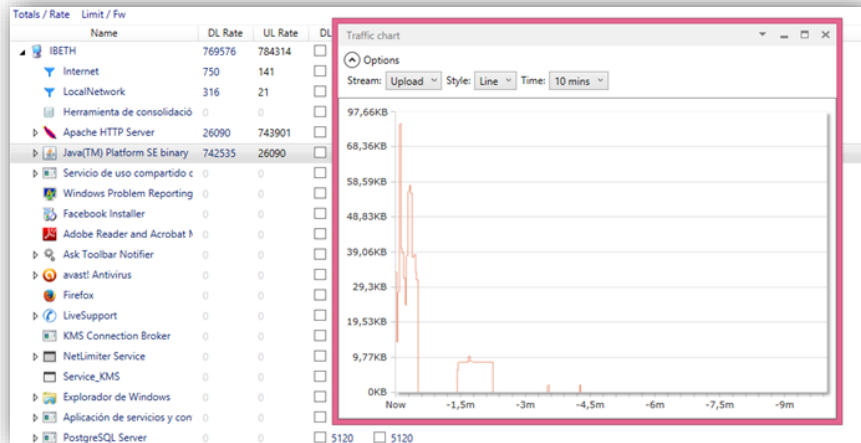 Totals / Rate Limit / Fw
Name DL Rate UL Rate DL
IBETH 769576 784314
Internet 750 141
LocalNetwork 316 21
Herramienta de consolidació 0 0
Apache HTTP Server 26090 743901
Java(TM) Platform SE binary 742535 26090
Servicio de uso compartido c 0 0
Windows Problem Reporting 0 0
Facebook Installer 0 0
Adobe Reader and Acrobat M 0 0
Ask Toolbar Notifier 0 0
avast! Antivirus 0 0
Firefox 0 0
LiveSupport 0 0
KMS Connection Broker 0 0
NetLimiter Service 0 0
Service_KMS 0 0
Explorador de Windows 0 0
Aplicación de servicios y con 0 0
PostgreSQL Server 0 0 5120 5120
Traffic chart
Options
Stream: Upload Style: Line Time: 10 mins
97,66KB
68,36KB
58,59KB
48,83KB
39,06KB
29,3KB
19,53KB
9,77KB
0KB
Now -1,5m -3m -4,5m -6m -7,5m -9m